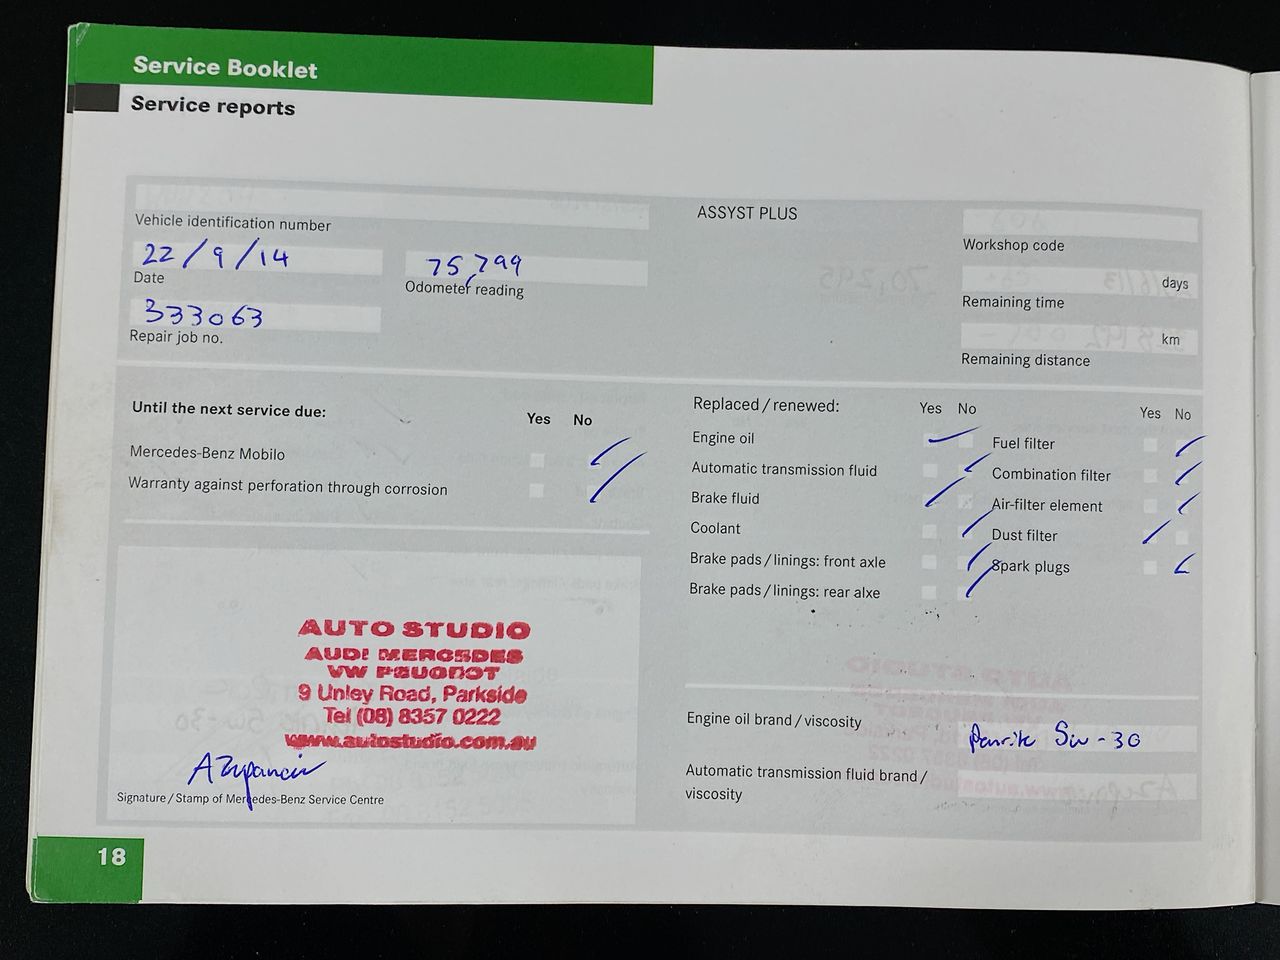 Service Booklet
Service reports
Vehicle identification number
22/9/14
Date
75,799
Odometer reading
333063
Repair job no.
ASSYST PLUS
Workshop code
days
Remaining time
km
Remaining distance
Until the next service due:
Yes No
Mercedes-Benz Mobilo
Warranty against perforation through corrosion
Replaced / renewed:
Yes No
Engine oil
Automatic transmission fluid
Brake fluid
Coolant
Brake pads / linings: front axle
Brake pads / linings: rear alxe
Yes No
Fuel filter
Combination filter
Air-filter element
Dust filter
Spark plugs
AUTO STUDIO
AUDI MERCEDES
VW PEUGEOT
9 Unley Road, Parkside
Tel (08) 8357 0222
www.autostudio.com.au
Signature / Stamp of Mercedes-Benz Service Centre
Engine oil brand / viscosity
5w-30
Automatic transmission fluid brand /
viscosity
18